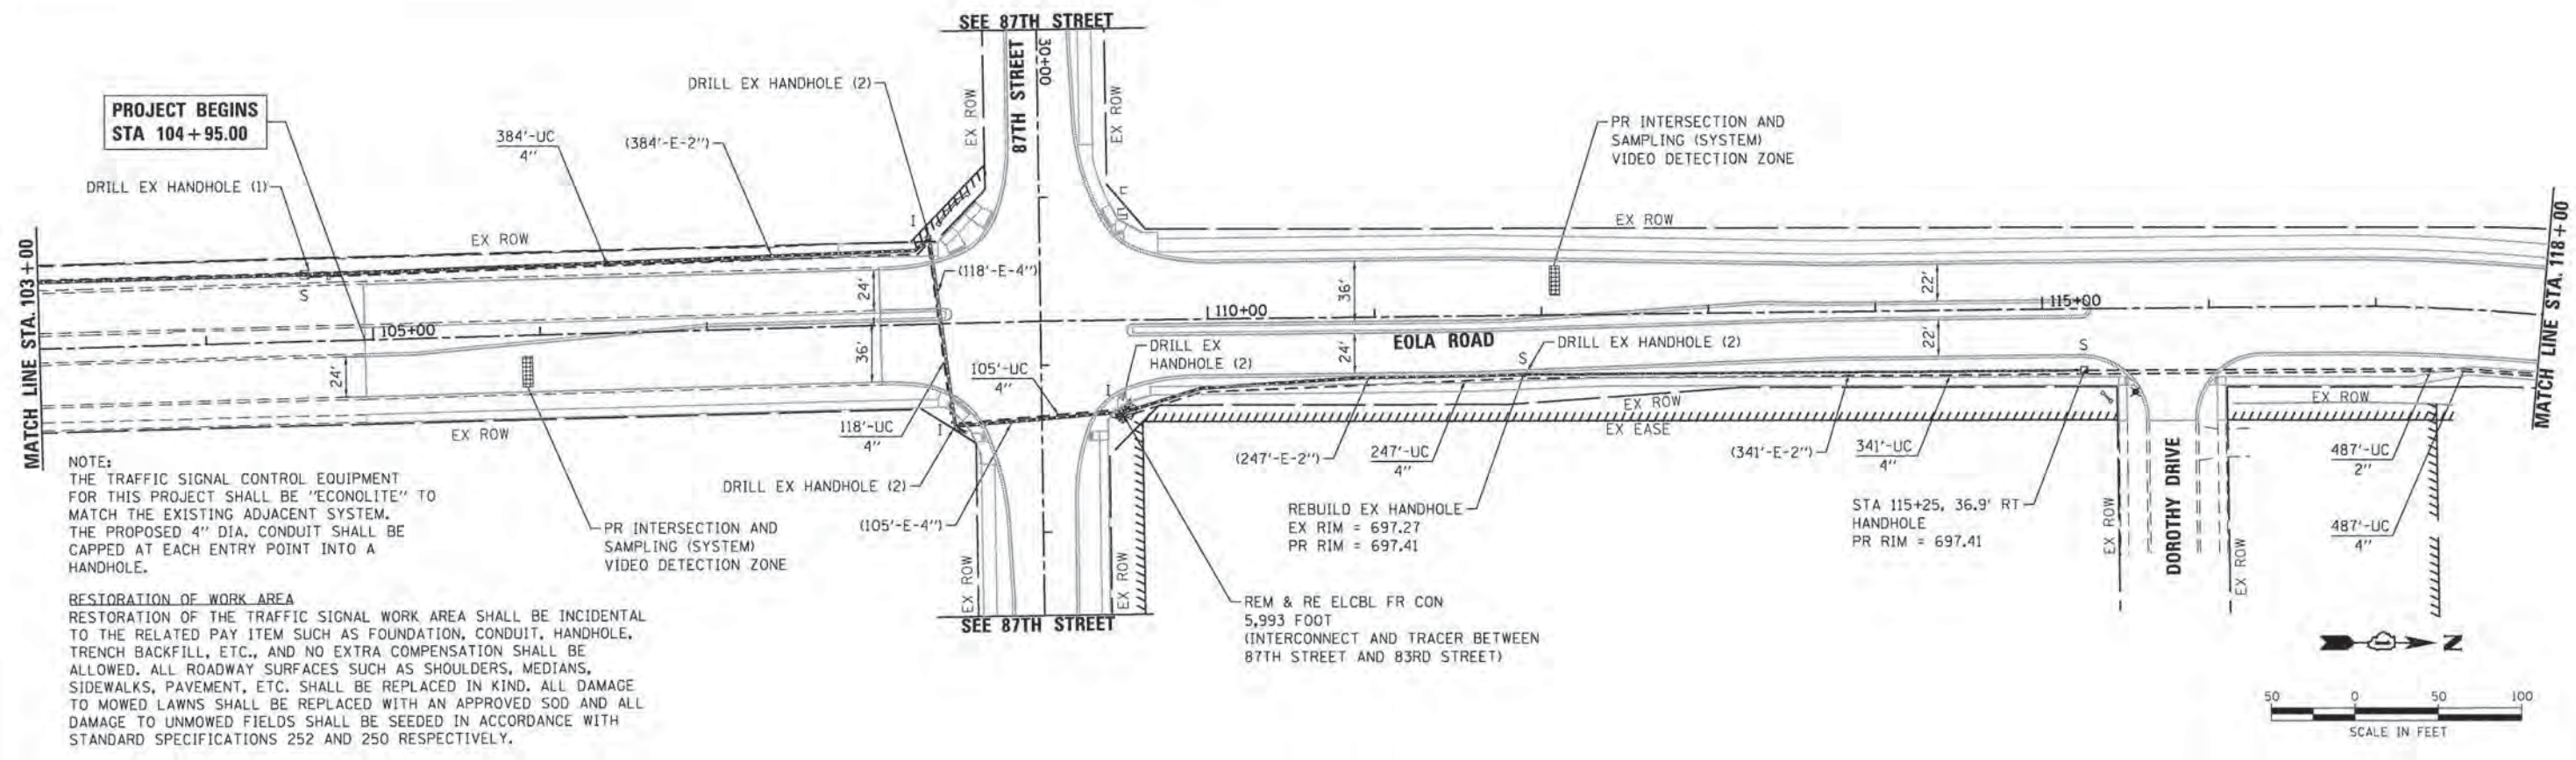 SEE 87TH STREET
87TH STREET
30+00
EX ROW
EX ROW
DRILL EX HANDHOLE (2)
PROJECT BEGINS
STA 104+95.00
384'-UC
4"
(384'-E-2")
DRILL EX HANDHOLE (1)
PR INTERSECTION AND
SAMPLING (SYSTEM)
VIDEO DETECTION ZONE
MATCH LINE STA. 103+00
EX ROW
I
S
(118'-E-4")
24'
105+00
36'
24'
EX ROW
EX ROW
MATCH LINE STA. 118+00
110+00
36'
22'
115+00
EOLA ROAD
24'
22'
DRILL EX
HANDHOLE (2)
S
DRILL EX HANDHOLE (2)
S
105'-UC
4"
I
118'-UC
4"
I
EX ROW
EX EASE
EX ROW
(247'-E-2")
247'-UC
4"
(341'-E-2")
341'-UC
4"
487'-UC
2"
487'-UC
4"
DRILL EX HANDHOLE (2)
(105'-E-4")
PR INTERSECTION AND
SAMPLING (SYSTEM)
VIDEO DETECTION ZONE
REBUILD EX HANDHOLE
EX RIM = 697.27
PR RIM = 697.41
STA 115+25, 36.9' RT
HANDHOLE
PR RIM = 697.41
EX ROW
DOROTHY DRIVE
EX ROW
EX ROW
EX ROW
SEE 87TH STREET
REM & RE ELCBL FR CON
5,993 FOOT
(INTERCONNECT AND TRACER BETWEEN
87TH STREET AND 83RD STREET)
NOTE:
THE TRAFFIC SIGNAL CONTROL EQUIPMENT
FOR THIS PROJECT SHALL BE "ECONOLITE" TO
MATCH THE EXISTING ADJACENT SYSTEM.
THE PROPOSED 4" DIA. CONDUIT SHALL BE
CAPPED AT EACH ENTRY POINT INTO A
HANDHOLE.
RESTORATION OF WORK AREA
RESTORATION OF THE TRAFFIC SIGNAL WORK AREA SHALL BE INCIDENTAL
TO THE RELATED PAY ITEM SUCH AS FOUNDATION, CONDUIT, HANDHOLE,
TRENCH BACKFILL, ETC., AND NO EXTRA COMPENSATION SHALL BE
ALLOWED. ALL ROADWAY SURFACES SUCH AS SHOULDERS, MEDIANS,
SIDEWALKS, PAVEMENT, ETC. SHALL BE REPLACED IN KIND. ALL DAMAGE
TO MOWED LAWNS SHALL BE REPLACED WITH AN APPROVED SOD AND ALL
DAMAGE TO UNMOWED FIELDS SHALL BE SEEDED IN ACCORDANCE WITH
STANDARD SPECIFICATIONS 252 AND 250 RESPECTIVELY.
N
50 0 50 100
SCALE IN FEET